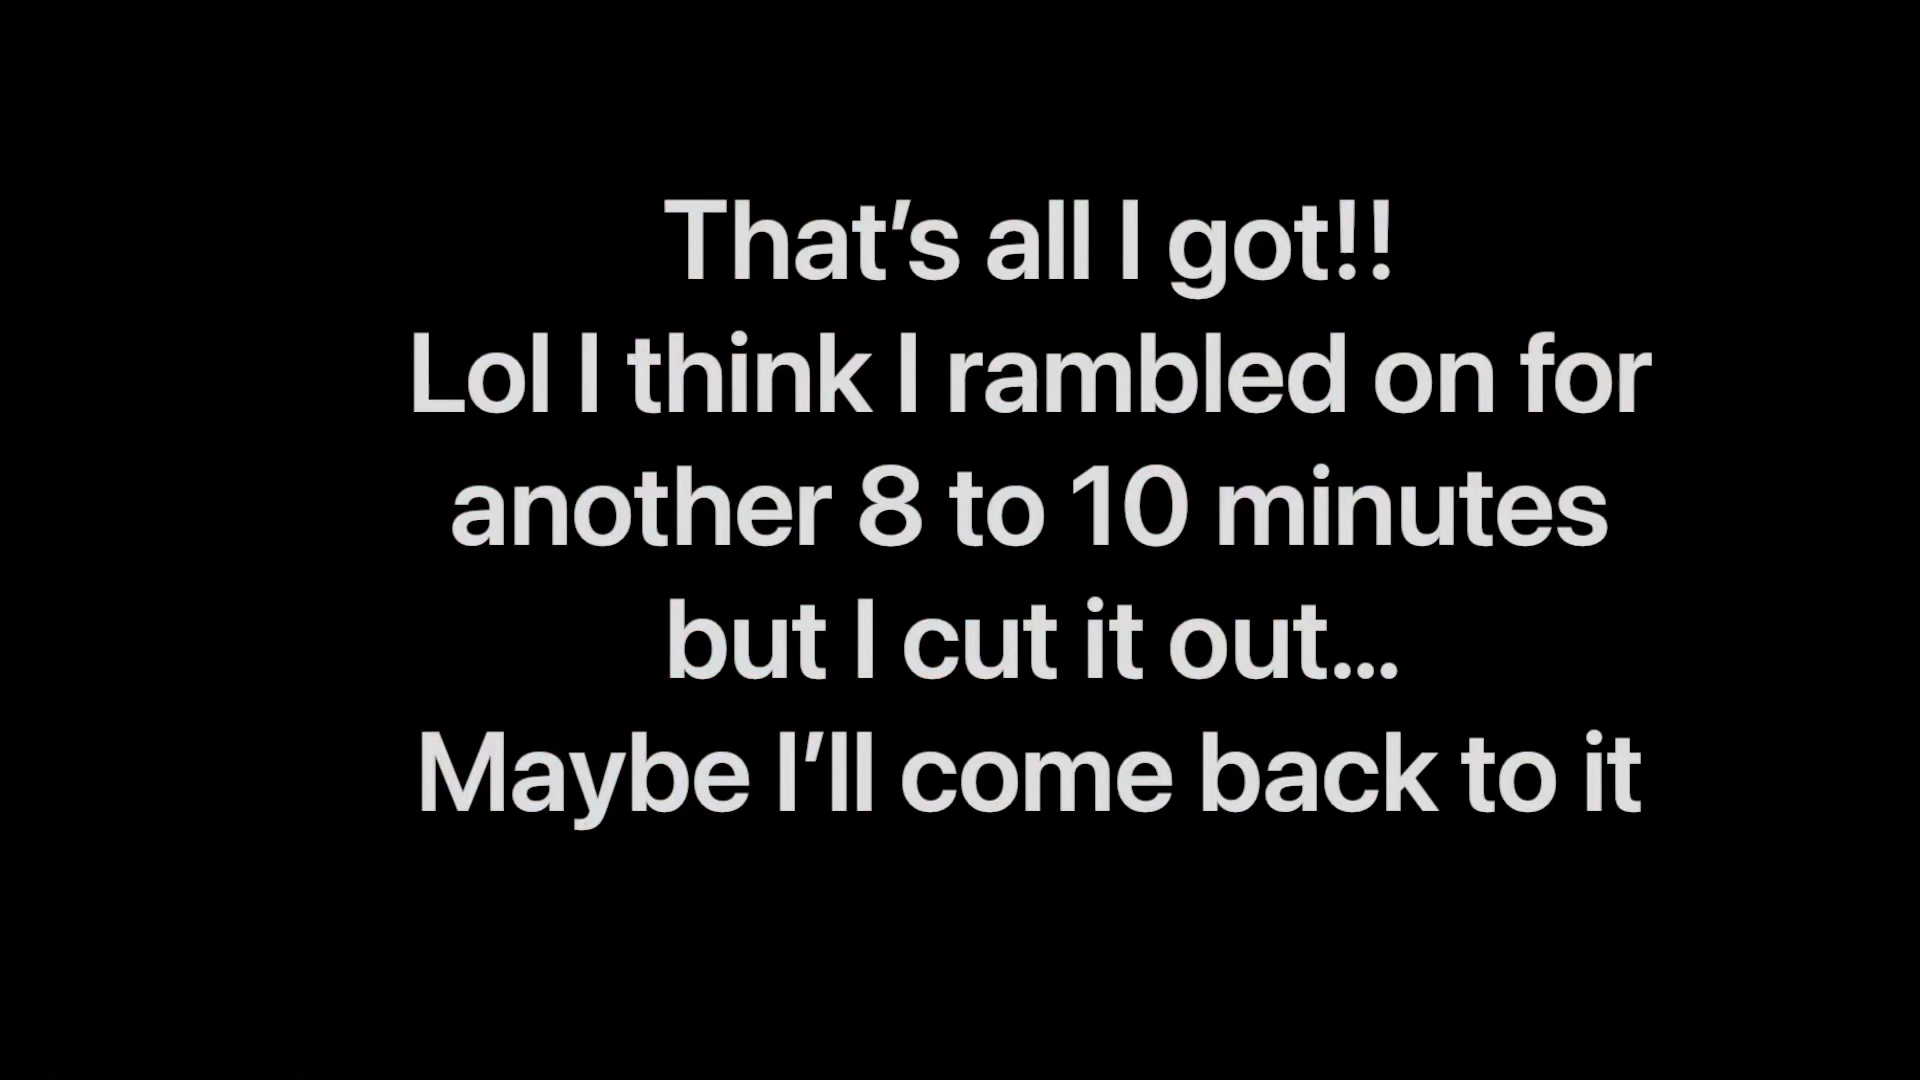 That’s all I got!!
Lol I think I rambled on for
another 8 to 10 minutes
but I cut it out...
Maybe I’ll come back to it